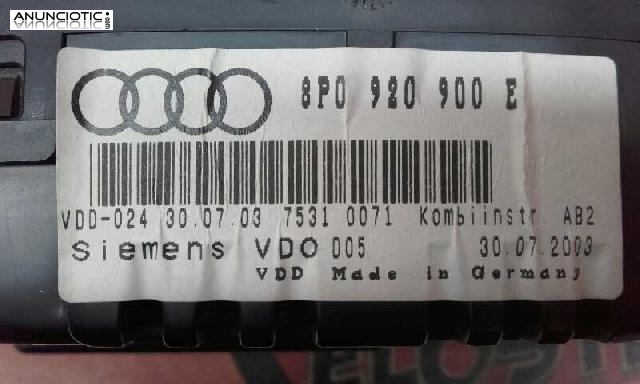 ANUNCIOTIC.com
8P0 920 900 E
VDD-024 30.07.03 7531 0071 Kombiinstr. AB2
Siemens VDO 005 30.07.2003
VDD Made in Germany